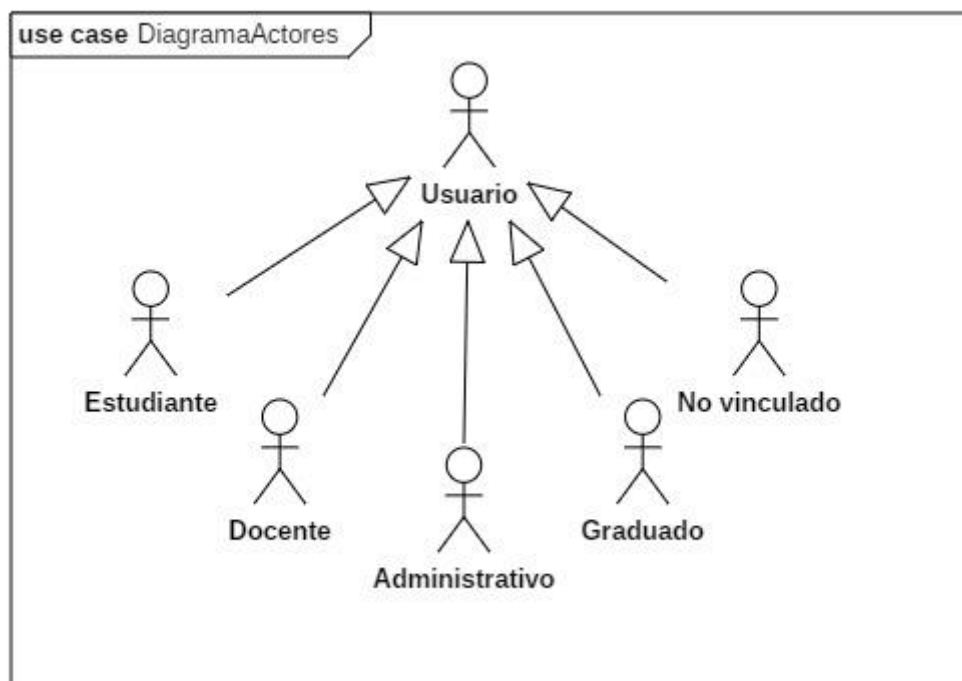 use case DiagramaActores
Usuario
Estudiante
No vinculado
Docente
Graduado
Administrativo